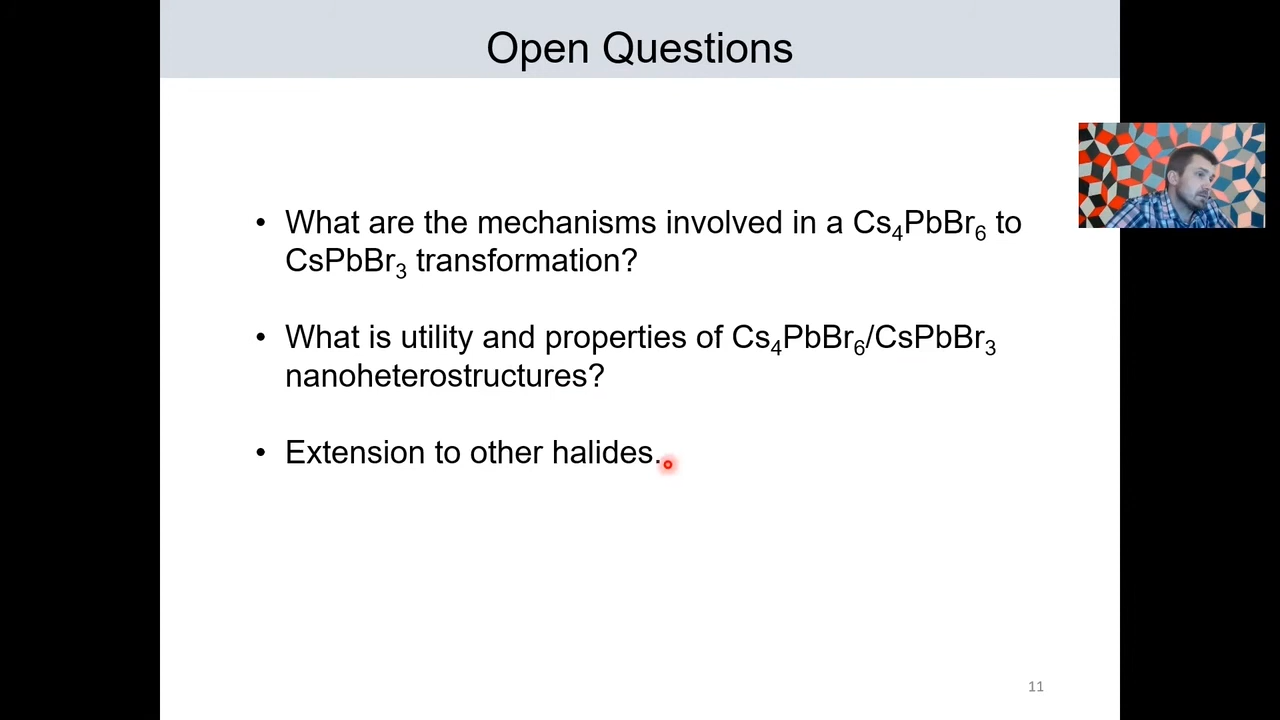 Open Questions
• What are the mechanisms involved in a Cs₄PbBr₆ to
CsPbBr₃ transformation?
• What is utility and properties of Cs₄PbBr₆/CsPbBr₃
nanoheterostructures?
• Extension to other halides.
11